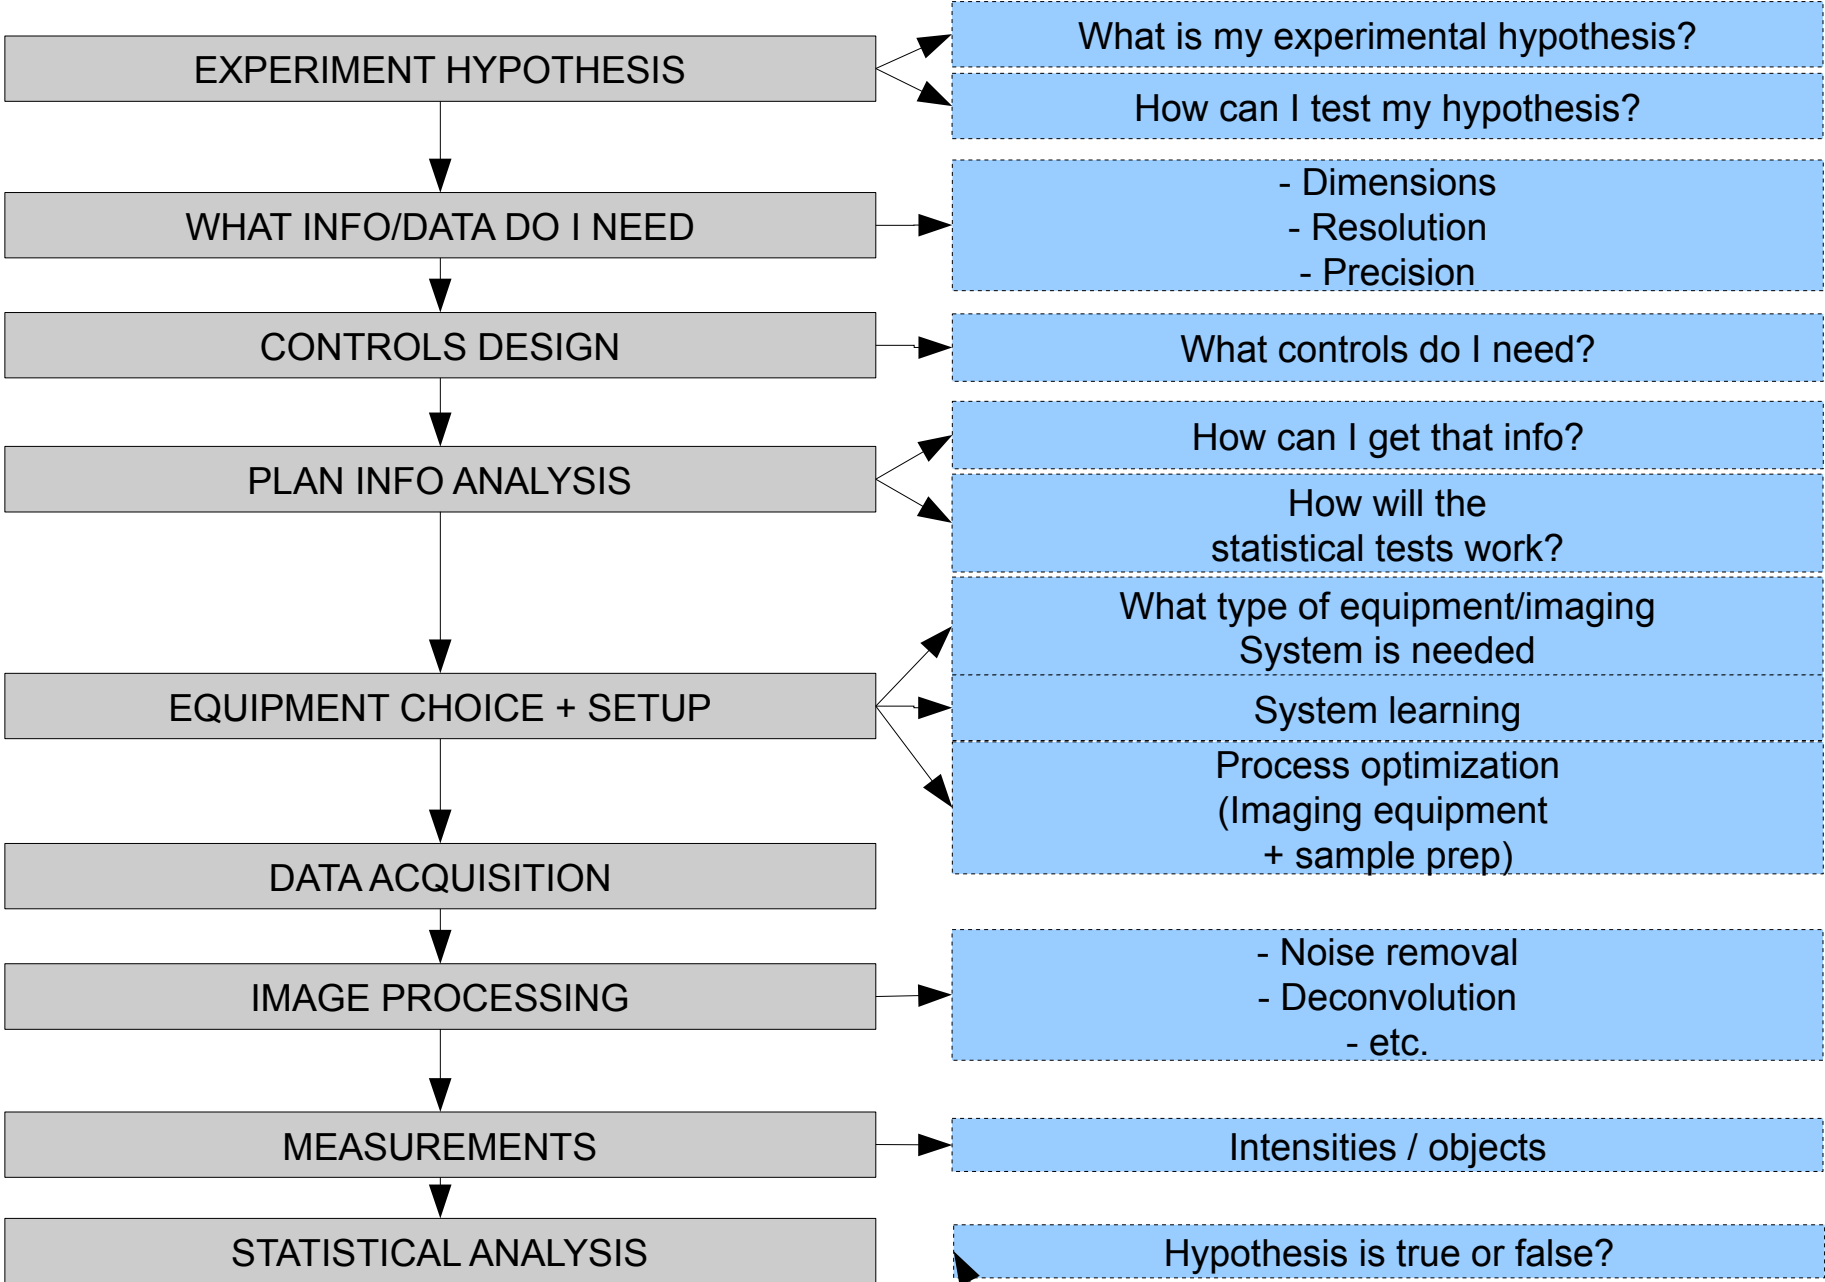 EXPERIMENT HYPOTHESIS
What is my experimental hypothesis?
How can I test my hypothesis?
WHAT INFO/DATA DO I NEED
- Dimensions
- Resolution
- Precision
CONTROLS DESIGN
What controls do I need?
PLAN INFO ANALYSIS
How can I get that info?
How will the
statistical tests work?
EQUIPMENT CHOICE + SETUP
What type of equipment/imaging
System is needed
System learning
Process optimization
(Imaging equipment
+ sample prep)
DATA ACQUISITION
IMAGE PROCESSING
- Noise removal
- Deconvolution
- etc.
MEASUREMENTS
Intensities / objects
STATISTICAL ANALYSIS
Hypothesis is true or false?